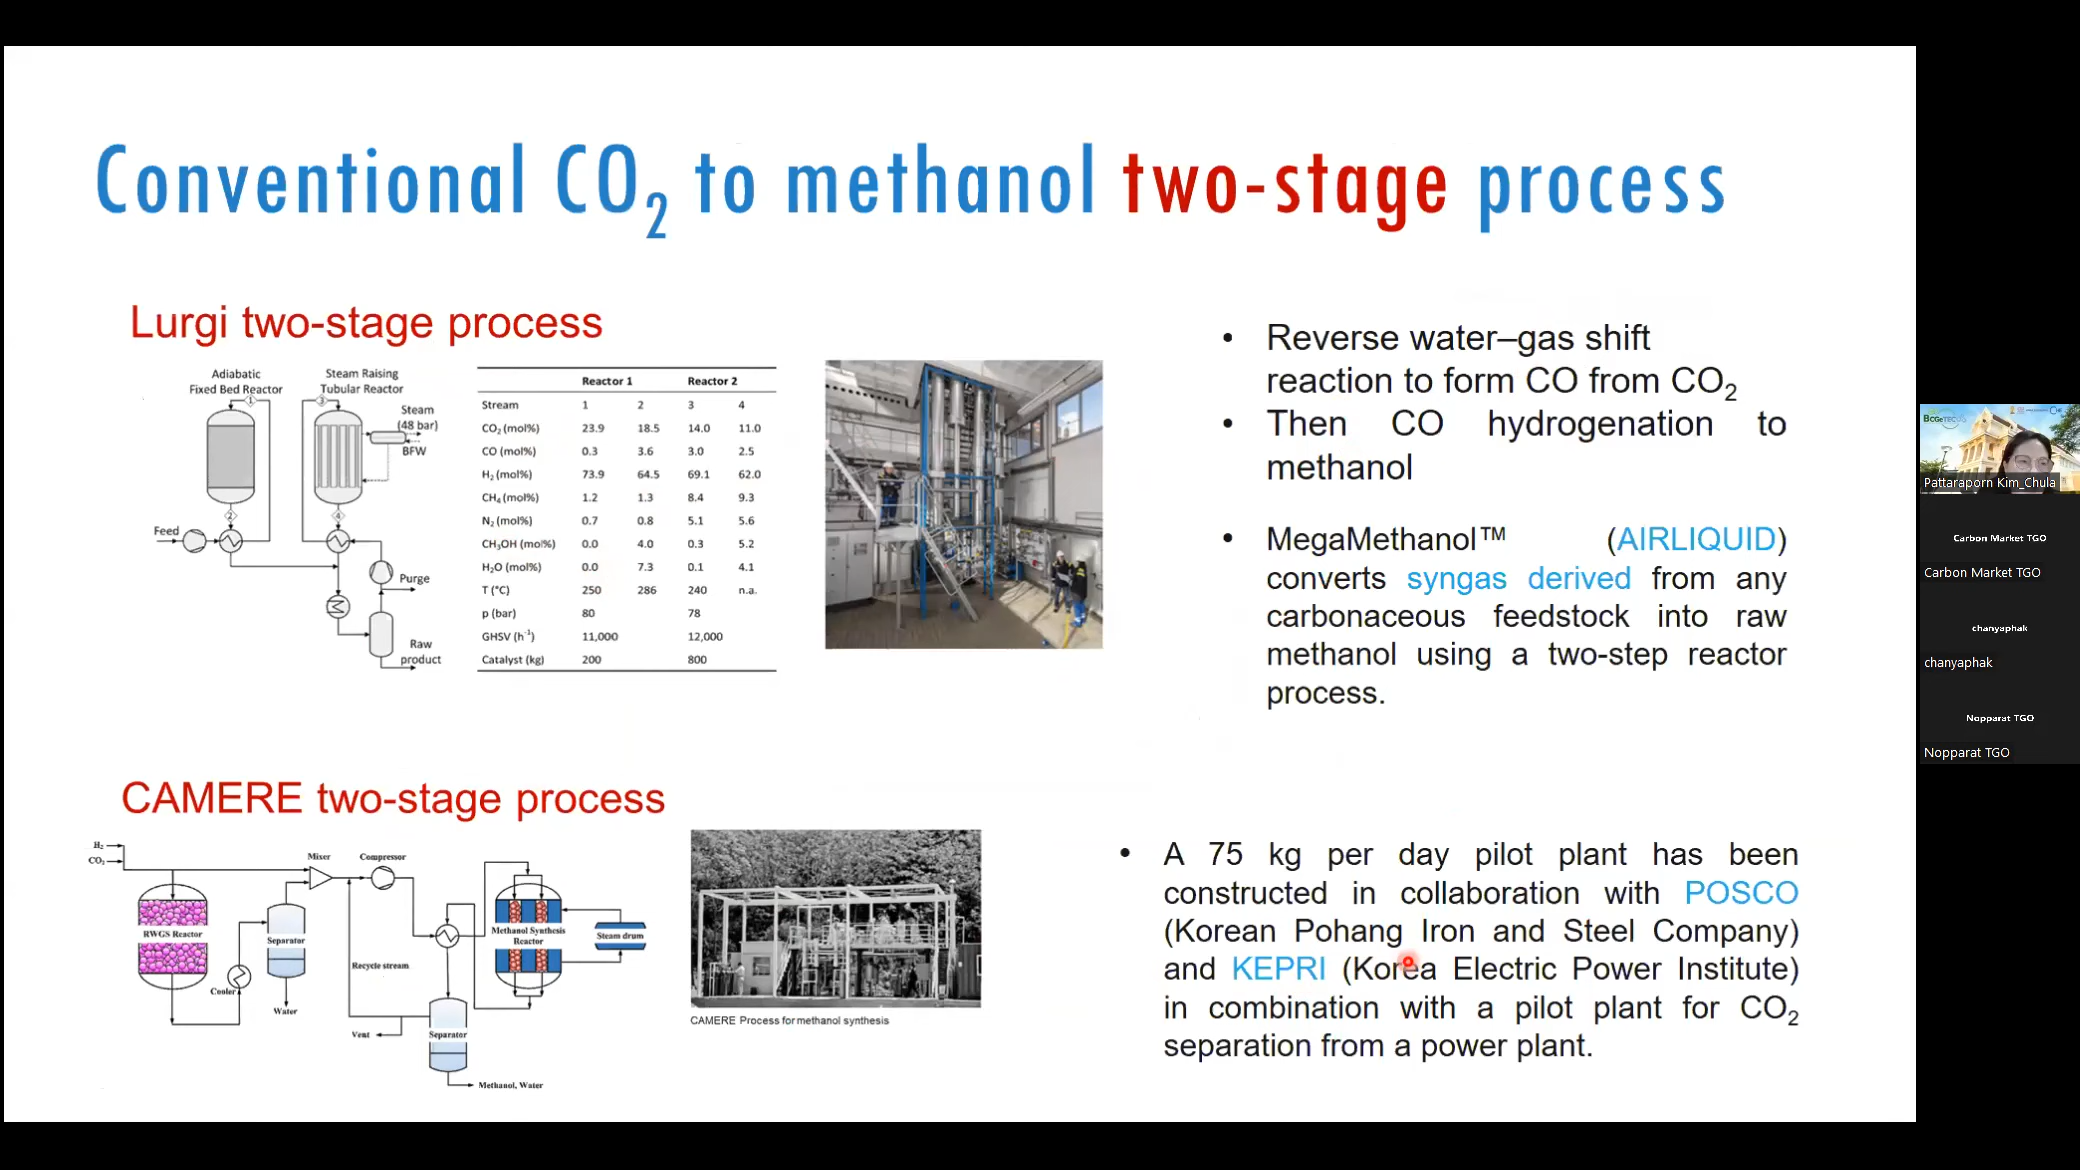 Conventional CO₂ to methanol two-stage process
Lurgi two-stage process
Adiabatic
Fixed Bed Reactor
Steam Raising
Tubular Reactor
1
3
Steam
(48 bar)
BFW
2
4
Feed
Purge
Raw
product
Reactor 1 Reactor 2
Stream 1 2 3 4
CO₂ (mol%) 23.9 18.5 14.0 11.0
CO (mol%) 0.3 3.6 3.0 2.5
H₂ (mol%) 73.9 64.5 69.1 62.0
CH₄ (mol%) 1.2 1.3 8.4 9.3
N₂ (mol%) 0.7 0.8 5.1 5.6
CH₃OH (mol%) 0.0 4.0 0.3 5.2
H₂O (mol%) 0.0 7.3 0.1 4.1
T (°C) 250 286 240 n.a.
p (bar) 80 78
GHSV (h⁻¹) 11,000 12,000
Catalyst (kg) 200 800
• Reverse water–gas shift
reaction to form CO from CO₂
• Then CO hydrogenation to
methanol
• MegaMethanol™ (AIRLIQUID)
converts syngas derived from any
carbonaceous feedstock into raw
methanol using a two-step reactor
process.
CAMERE two-stage process
H₂
CO₂
Mixer
Compressor
RWGS Reactor
Separator
Cooler
Water
Recycle stream
Methanol Synthesis
Reactor
Steam drum
Vent
Separator
Methanol, Water
CAMERE Process for methanol synthesis
• A 75 kg per day pilot plant has been
constructed in collaboration with POSCO
(Korean Pohang Iron and Steel Company)
and KEPRI (Korea Electric Power Institute)
in combination with a pilot plant for CO₂
separation from a power plant.
Pattaraporn Kim_Chula
Carbon Market TGO
Carbon Market TGO
chanyaphak
chanyaphak
Nopparat TGO
Nopparat TGO